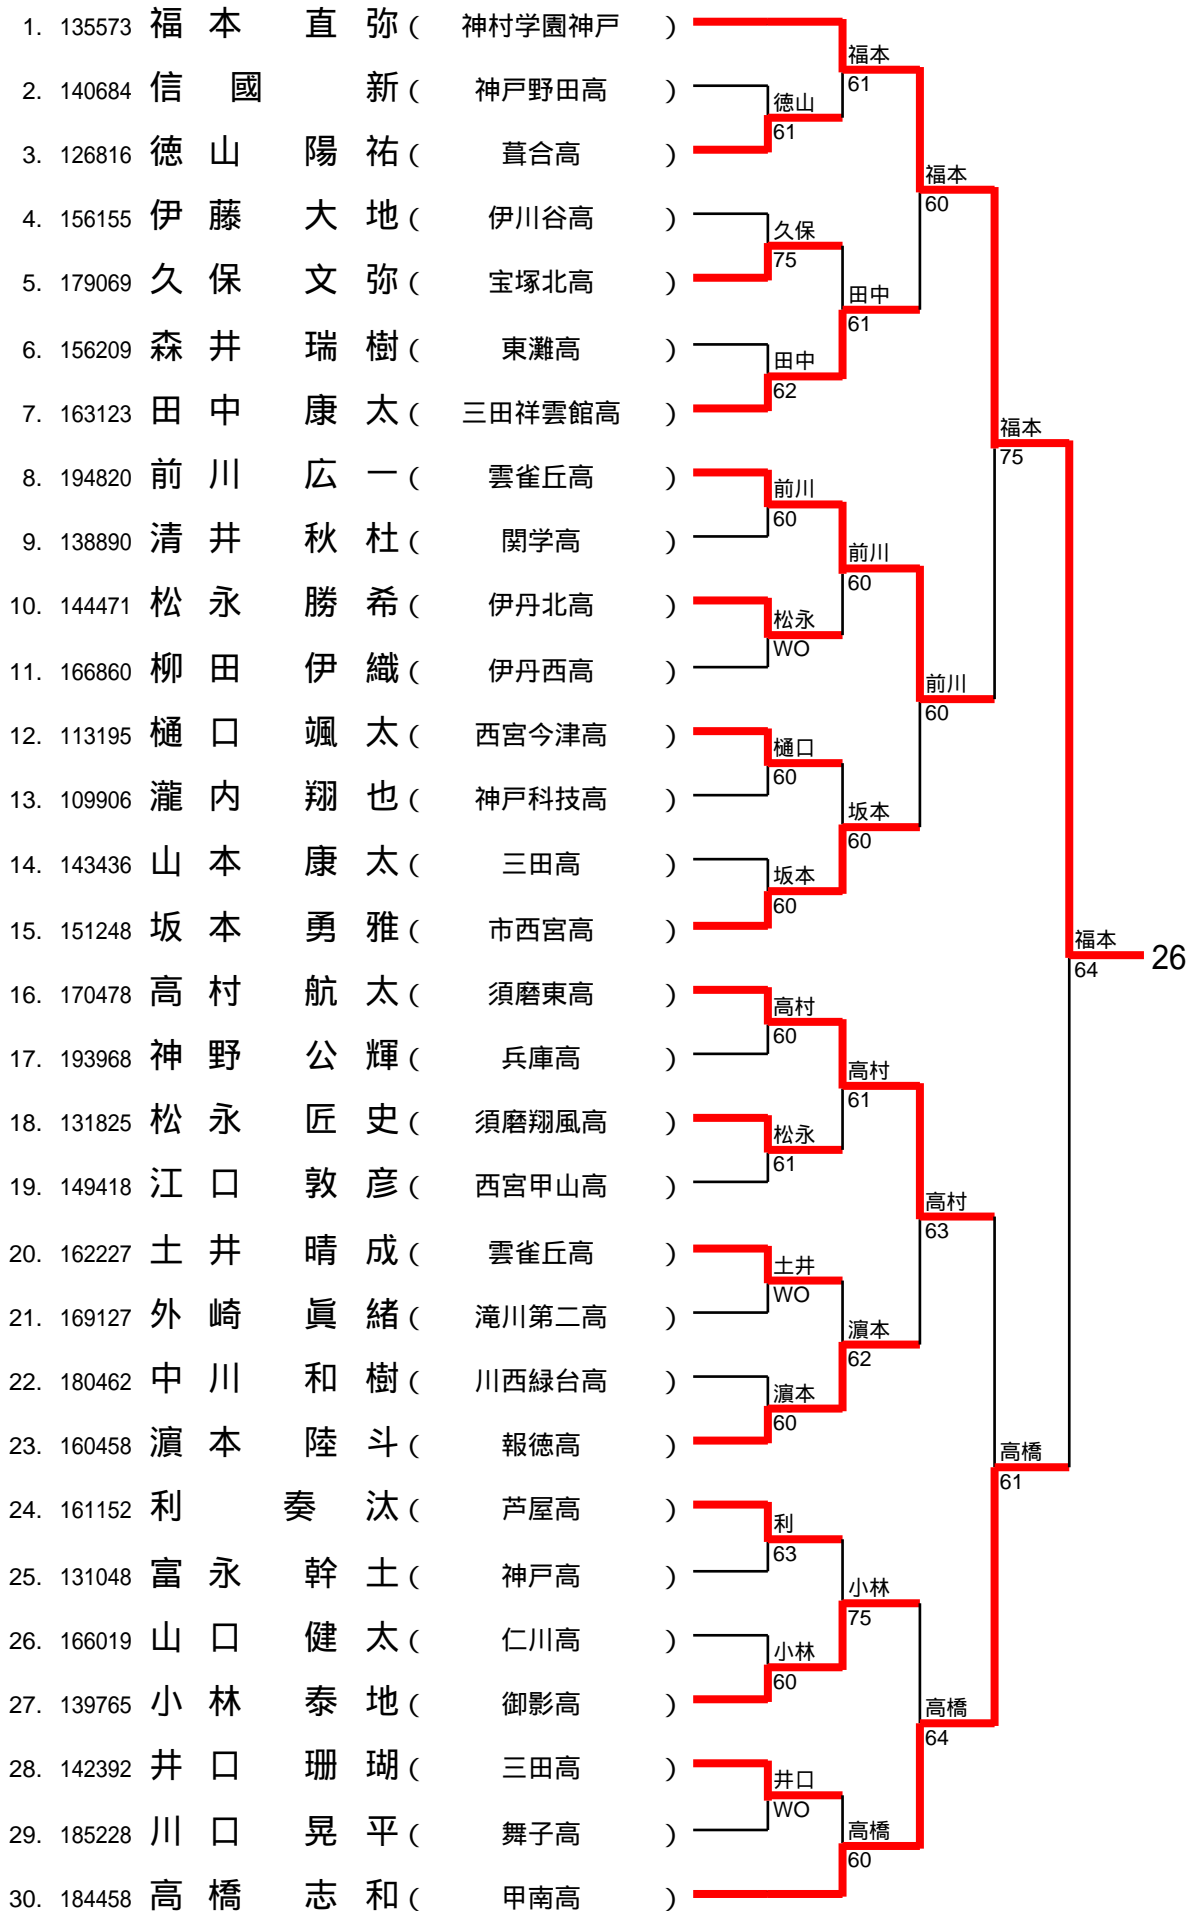 1. 135573 福本 直弥 ( 神村学園神戸 )
福本
61
2. 140684 信國 新 ( 神戸野田高 )
徳山
61
3. 126816 徳山 陽祐 ( 葺合高 )
福本
60
4. 156155 伊藤 大地 ( 伊川谷高 )
久保
75
5. 179069 久保 文弥 ( 宝塚北高 )
田中
61
6. 156209 森井 瑞樹 ( 東灘高 )
田中
62
7. 163123 田中 康太 ( 三田祥雲館高 )
福本
75
8. 194820 前川 広一 ( 雲雀丘高 )
前川
60
9. 138890 清井 秋杜 ( 関学高 )
前川
60
10. 144471 松永 勝希 ( 伊丹北高 )
松永
WO
11. 166860 柳田 伊織 ( 伊丹西高 )
前川
60
12. 113195 樋口 颯太 ( 西宮今津高 )
樋口
60
13. 109906 瀧内 翔也 ( 神戸科技高 )
坂本
60
14. 143436 山本 康太 ( 三田高 )
坂本
60
15. 151248 坂本 勇雅 ( 市西宮高 )
福本
64
26
16. 170478 高村 航太 ( 須磨東高 )
高村
60
17. 193968 神野 公輝 ( 兵庫高 )
高村
61
18. 131825 松永 匠史 ( 須磨翔風高 )
松永
61
19. 149418 江口 敦彦 ( 西宮甲山高 )
高村
63
20. 162227 土井 晴成 ( 雲雀丘高 )
土井
WO
21. 169127 外崎 眞緒 ( 滝川第二高 )
濵本
62
22. 180462 中川 和樹 ( 川西緑台高 )
濵本
60
23. 160458 濵本 陸斗 ( 報徳高 )
高橋
61
24. 161152 利 奏汰 ( 芦屋高 )
利
63
25. 131048 富永 幹土 ( 神戸高 )
小林
75
26. 166019 山口 健太 ( 仁川高 )
小林
60
27. 139765 小林 泰地 ( 御影高 )
高橋
64
28. 142392 井口 珊瑚 ( 三田高 )
井口
WO
29. 185228 川口 晃平 ( 舞子高 )
高橋
60
30. 184458 高橋 志和 ( 甲南高 )